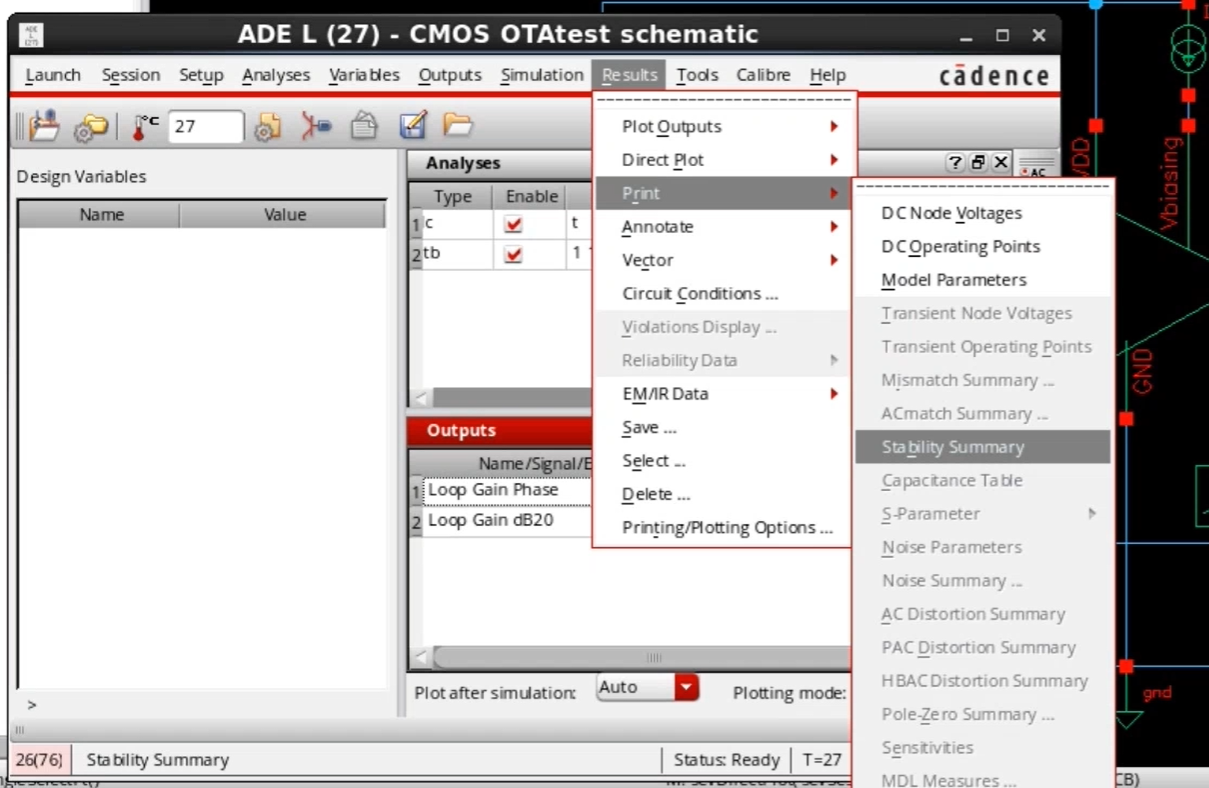 ADE L (27) - CMOS OTAtest schematic
Launch Session Setup Analyses Variables Outputs Simulation Results Tools Calibre Help cādence
°C 27
Design Variables
Name Value
>
Analyses
Type Enable
1 c t
2 tb 1
Outputs
Name/Signal/E
1 Loop Gain Phase
2 Loop Gain dB20
Plot after simulation: Auto Plotting mode:
Plot Outputs
Direct Plot
Print
Annotate
Vector
Circuit Conditions ...
Violations Display ...
Reliability Data
EM/IR Data
Save ...
Select ...
Delete ...
Printing/Plotting Options ...
DC Node Voltages
DC Operating Points
Model Parameters
Transient Node Voltages
Transient Operating Points
Mismatch Summary ...
ACmatch Summary ...
Stability Summary
Capacitance Table
S-Parameter
Noise Parameters
Noise Summary ...
AC Distortion Summary
PAC Distortion Summary
HBAC Distortion Summary
Pole-Zero Summary ...
Sensitivities
MDL Measures ...
26(76) Stability Summary Status: Ready T=27
AC
VDD
Vbiasing
GND
gnd
CB)